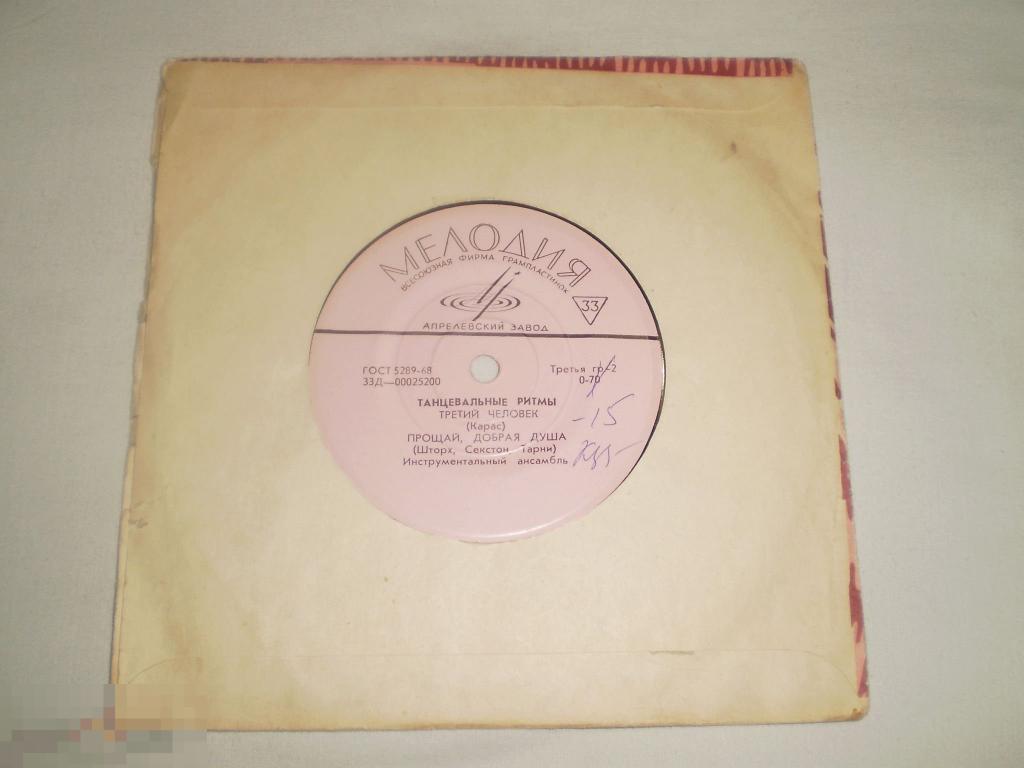 МЕЛОДИЯ
ВСЕСОЮЗНАЯ ФИРМА ГРАМПЛАСТИНОК
33
АПРЕЛЕВСКИЙ ЗАВОД
ГОСТ 5289-68 Третья гр-2
33Д—00025200 0-70
ТАНЦЕВАЛЬНЫЕ РИТМЫ
ТРЕТИЙ ЧЕЛОВЕК
-15
(Карас)
ПРОЩАЙ, ДОБРАЯ ДУША
(Шторх, Секстон, Тарни)
Инструментальный ансамбль